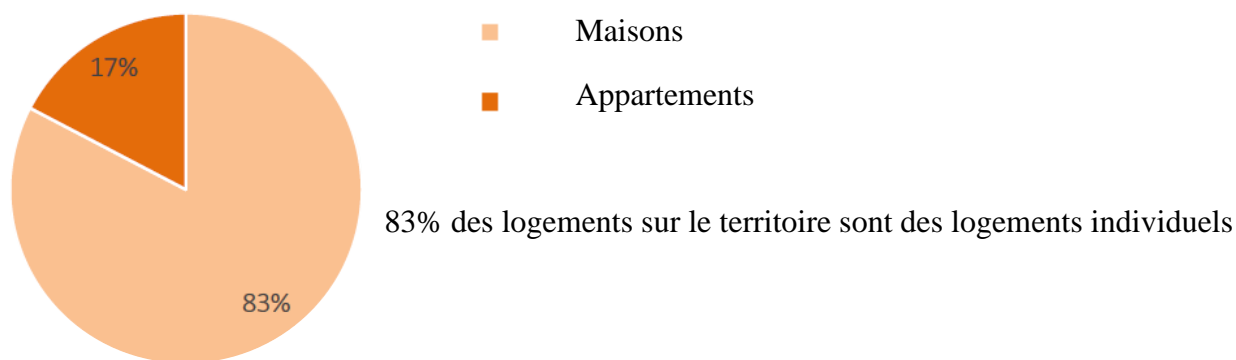 17%
Maisons
Appartements
83% des logements sur le territoire sont des logements individuels
83%